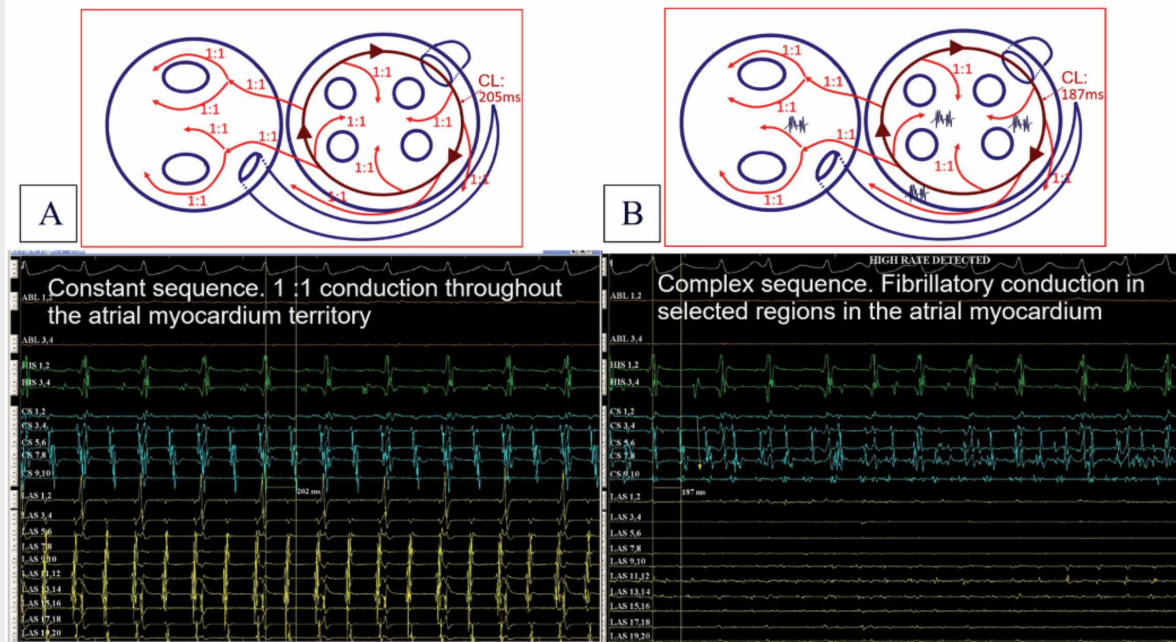 1:1
1:1
1:1
1:1
1:1
1:1
1:1
1:1
1:1
1:1
1:1
1:1
CL:
205ms
A
1:1
1:1
1:1
1:1
1:1
1:1
1:1
1:1
1:1
1:1
1:1
1:1
CL:
187ms
B
Constant sequence. 1 :1 conduction throughout
the atrial myocardium territory
ABL 1,2
ABL 3,4
HIS 1,2
HIS 3,4
CS 1,2
CS 3,4
CS 5,6
CS 7,8
CS 9,10
202 ms
LAS 1,2
LAS 3,4
LAS 5,6
LAS 7,8
LAS 9,10
LAS 11,12
LAS 13,14
LAS 15,16
LAS 17,18
LAS 19,20
HIGH RATE DETECTED
Complex sequence. Fibrillatory conduction in
selected regions in the atrial myocardium
ABL 1,2
ABL 3,4
HIS 1,2
HIS 3,4
CS 1,2
CS 3,4
CS 5,6
CS 7,8
CS 9,10
187 ms
LAS 1,2
LAS 3,4
LAS 5,6
LAS 7,8
LAS 9,10
LAS 11,12
LAS 13,14
LAS 15,16
LAS 17,18
LAS 19,20